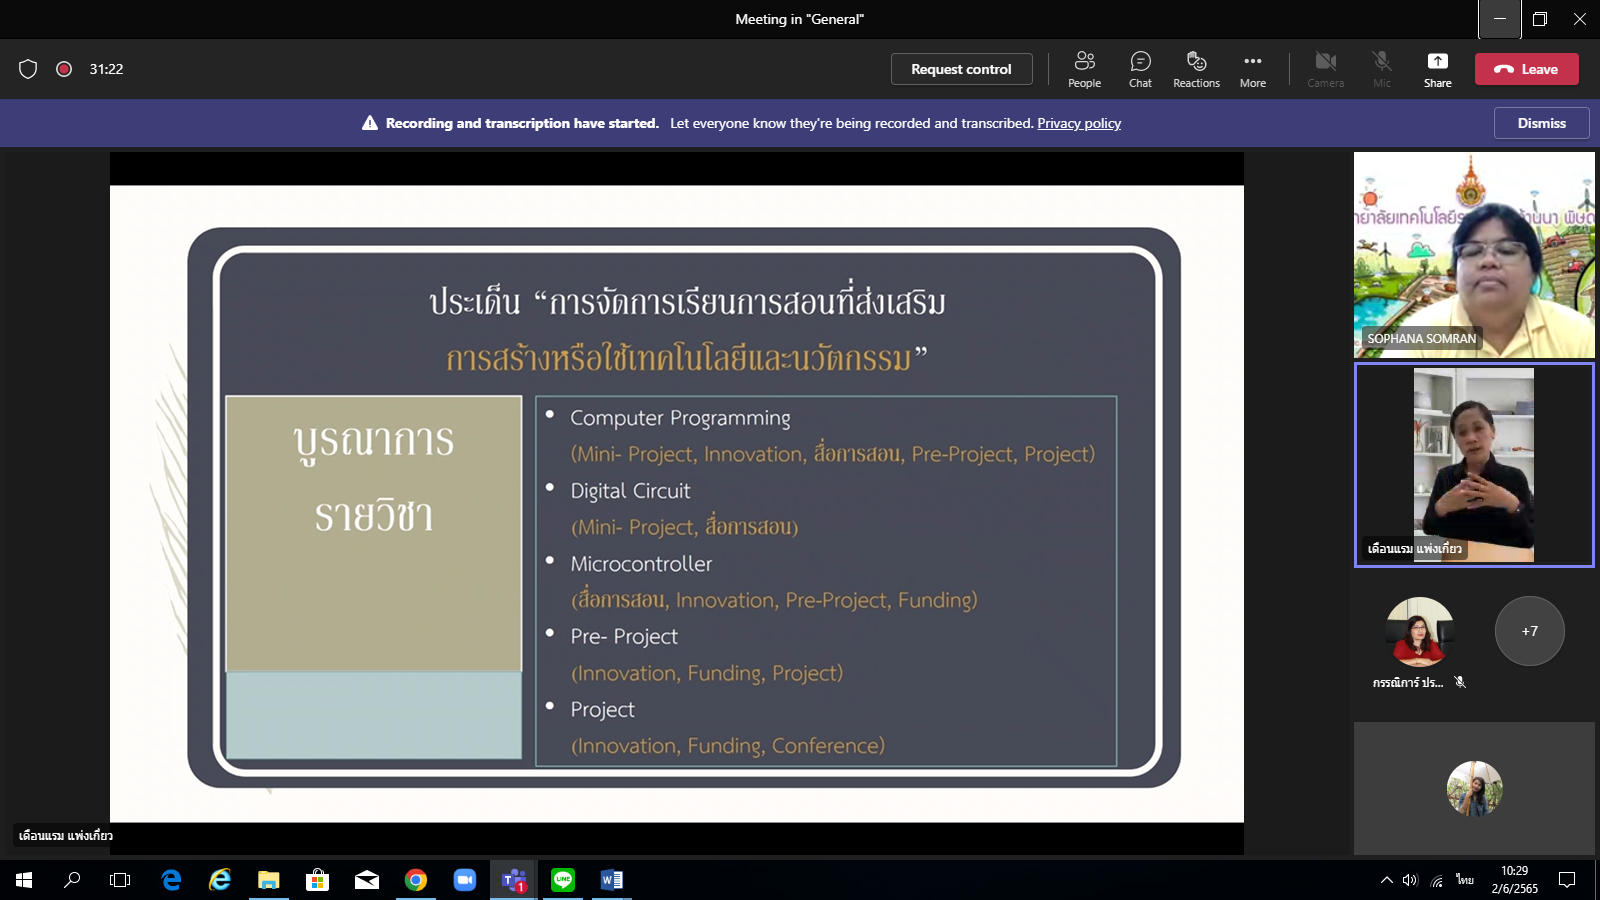 Meeting in "General"
31:22
Request control
People
Chat
Reactions
More
Camera
Mic
Share
Leave
Recording and transcription have started. Let everyone know they're being recorded and transcribed. Privacy policy
Dismiss
ประเด็น “การจัดการเรียนการสอนที่ส่งเสริม
การสร้างหรือใช้เทคโนโลยีและนวัตกรรม”
บูรณาการ
รายวิชา
• Computer Programming
(Mini- Project, Innovation, สื่อการสอน, Pre-Project, Project)
• Digital Circuit
(Mini- Project, สื่อการสอน)
• Microcontroller
(สื่อการสอน, Innovation, Pre-Project, Funding)
• Pre- Project
(Innovation, Funding, Project)
• Project
(Innovation, Funding, Conference)
SOPHANA SOMRAN
เดือนแรม แพ่งเกี่ยว
กรรณิการ์ ปร...
+7
เดือนแรม แพ่งเกี่ยว
1
ไทย
10:29
2/6/2565